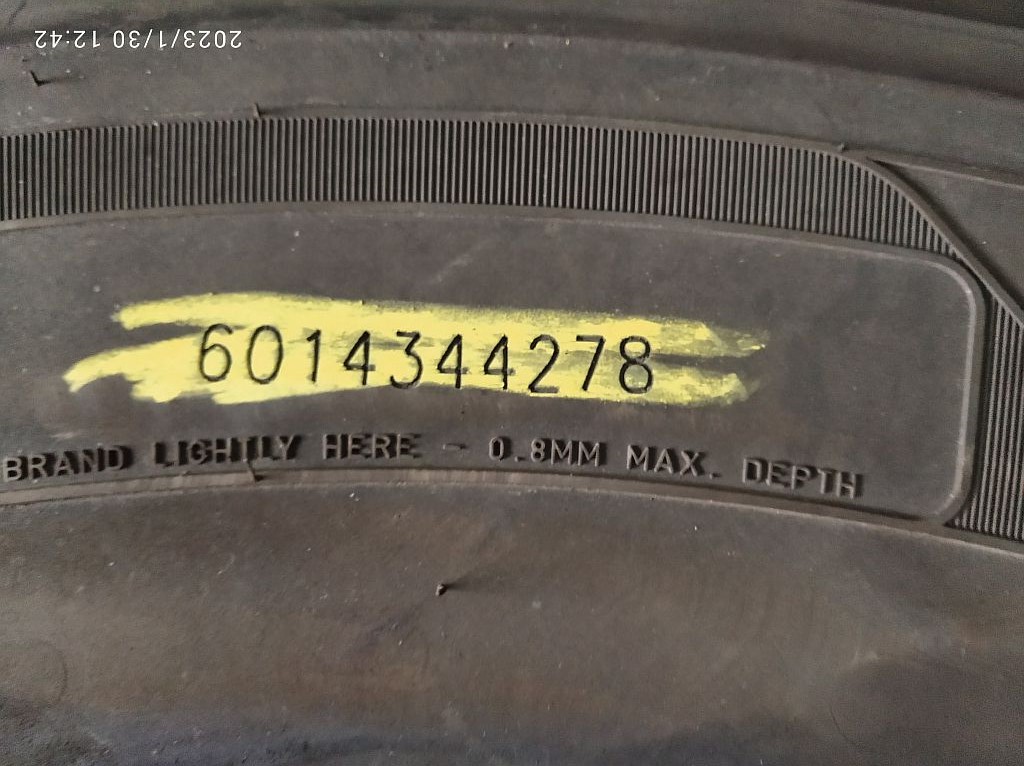 2023/1/30 12:42
6014344278
BRAND LIGHTLY HERE - 0.8MM MAX. DEPTH